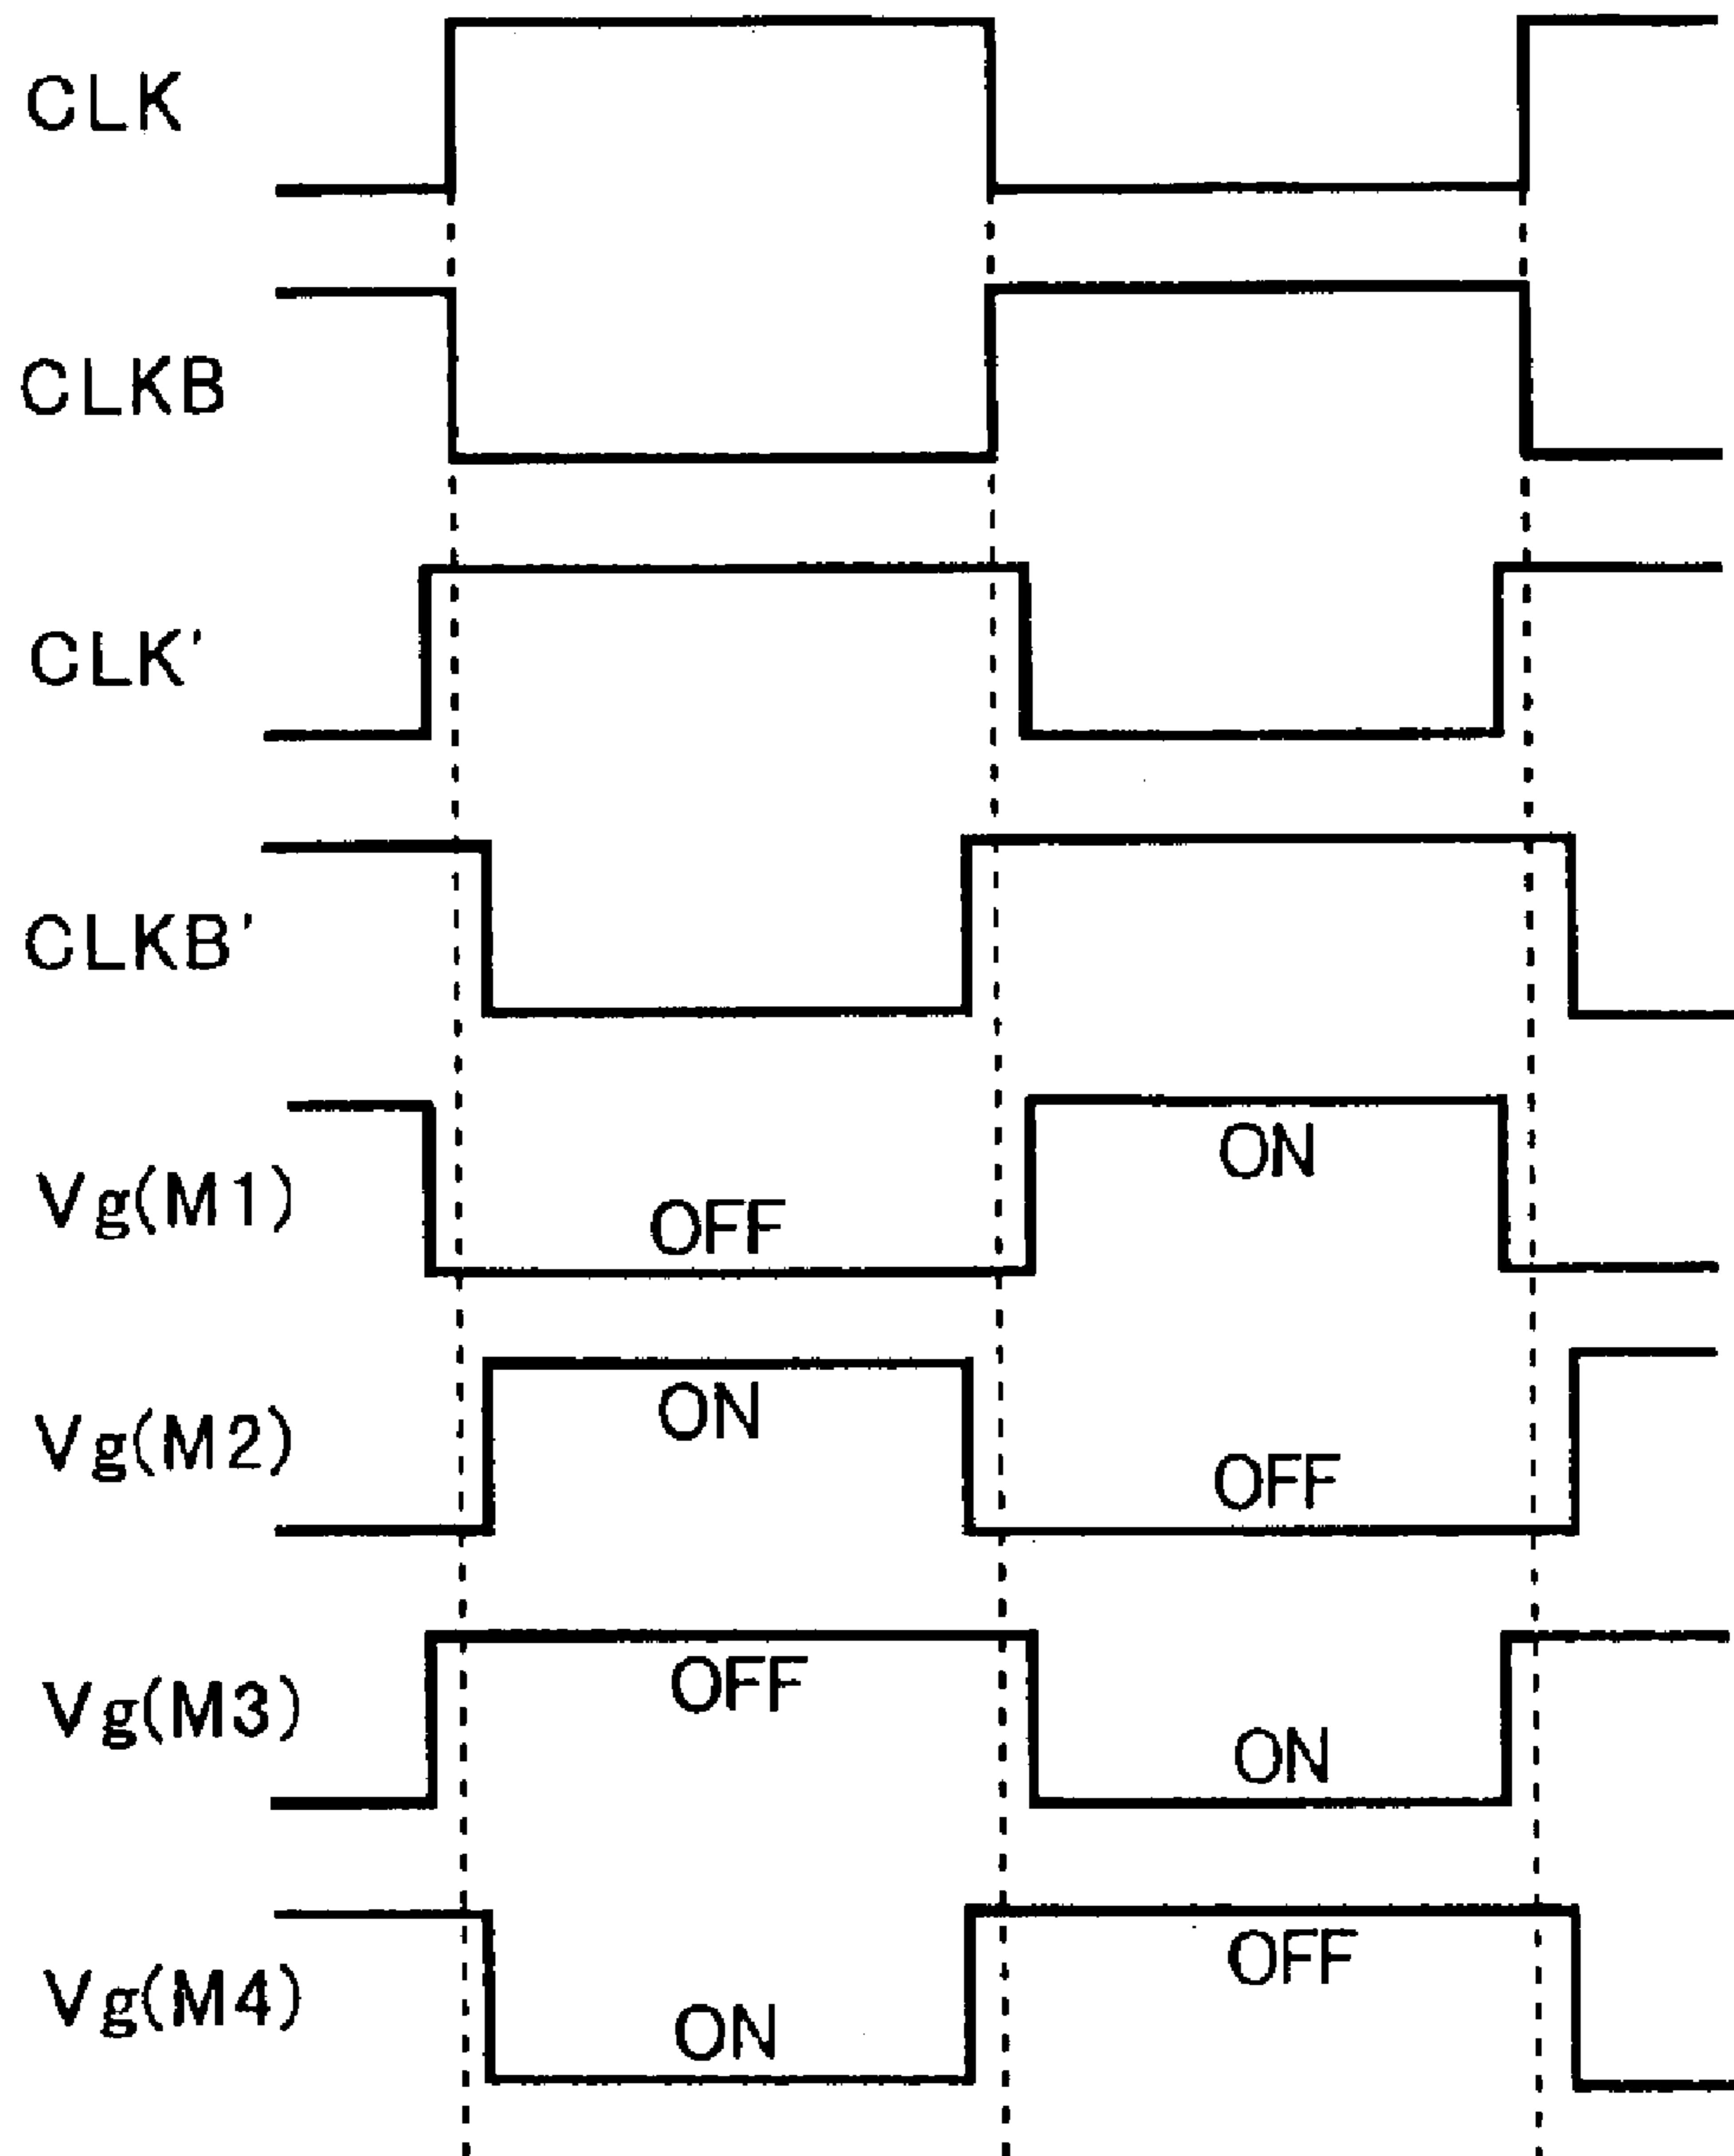 CLK
CLKB
CLK'
CLKB'
Vg(M1)
OFF
ON
Vg(M2)
ON
OFF
Vg(M3)
OFF
ON
Vg(M4)
ON
OFF